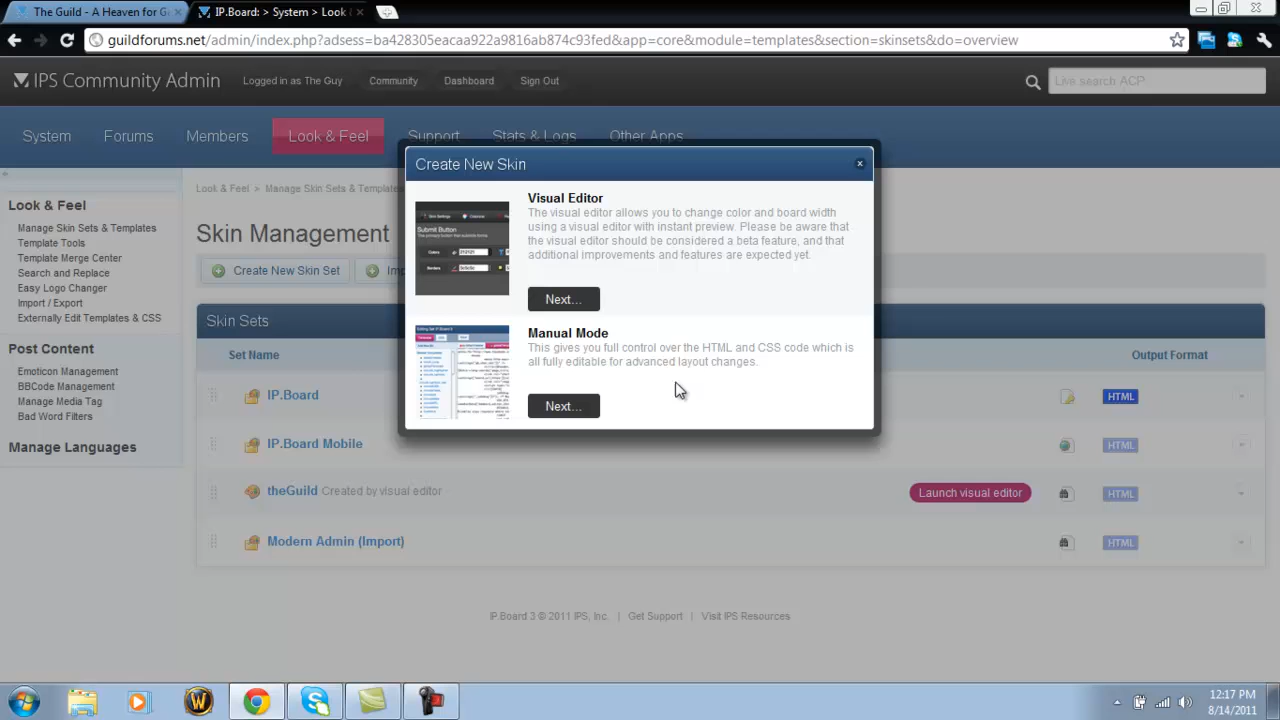 The Guild - A Heaven for G
IP.Board: > System > Look
guildforums.net/admin/index.php?adsess=ba428305eacaa922a9816ab874c93fed&app=core&module=templates&section=skinsets&do=overview
IPS Community Admin
Logged in as The Guy
Community
Dashboard
Sign Out
Live search ACP
System
Forums
Members
Look & Feel
Support
Stats & Logs
Other Apps
Look & Feel
Manage Skin Sets & Templates
Template Tools
Template Merge Center
Search and Replace
Easy Logo Changer
Import / Export
Externally Edit Templates & CSS
Post Content
Emoticon Management
BBCode Management
Manage Media Tag
Bad Word Filters
Manage Languages
Look & Feel > Manage Skin Sets & Template
Skin Management
Create New Skin Set
Im
Skin Sets
Set Name
Output Format
IP.Board
HTML
IP.Board Mobile
HTML
theGuild Created by visual editor
Launch visual editor
HTML
Modern Admin (Import)
HTML
Create New Skin
Visual Editor
The visual editor allows you to change color and board width
using a visual editor with instant preview. Please be aware that
the visual editor should be considered a beta feature, and that
additional improvements and features are expected yet.
Next...
Submit Button
Colors
Borders
Manual Mode
This gives you full control over the HTML and CSS code which is
all fully editable for advanced layout changes.
Next...
IP.Board 3 © 2011 IPS, Inc. | Get Support | Visit IPS Resources
12:17 PM
8/14/2011